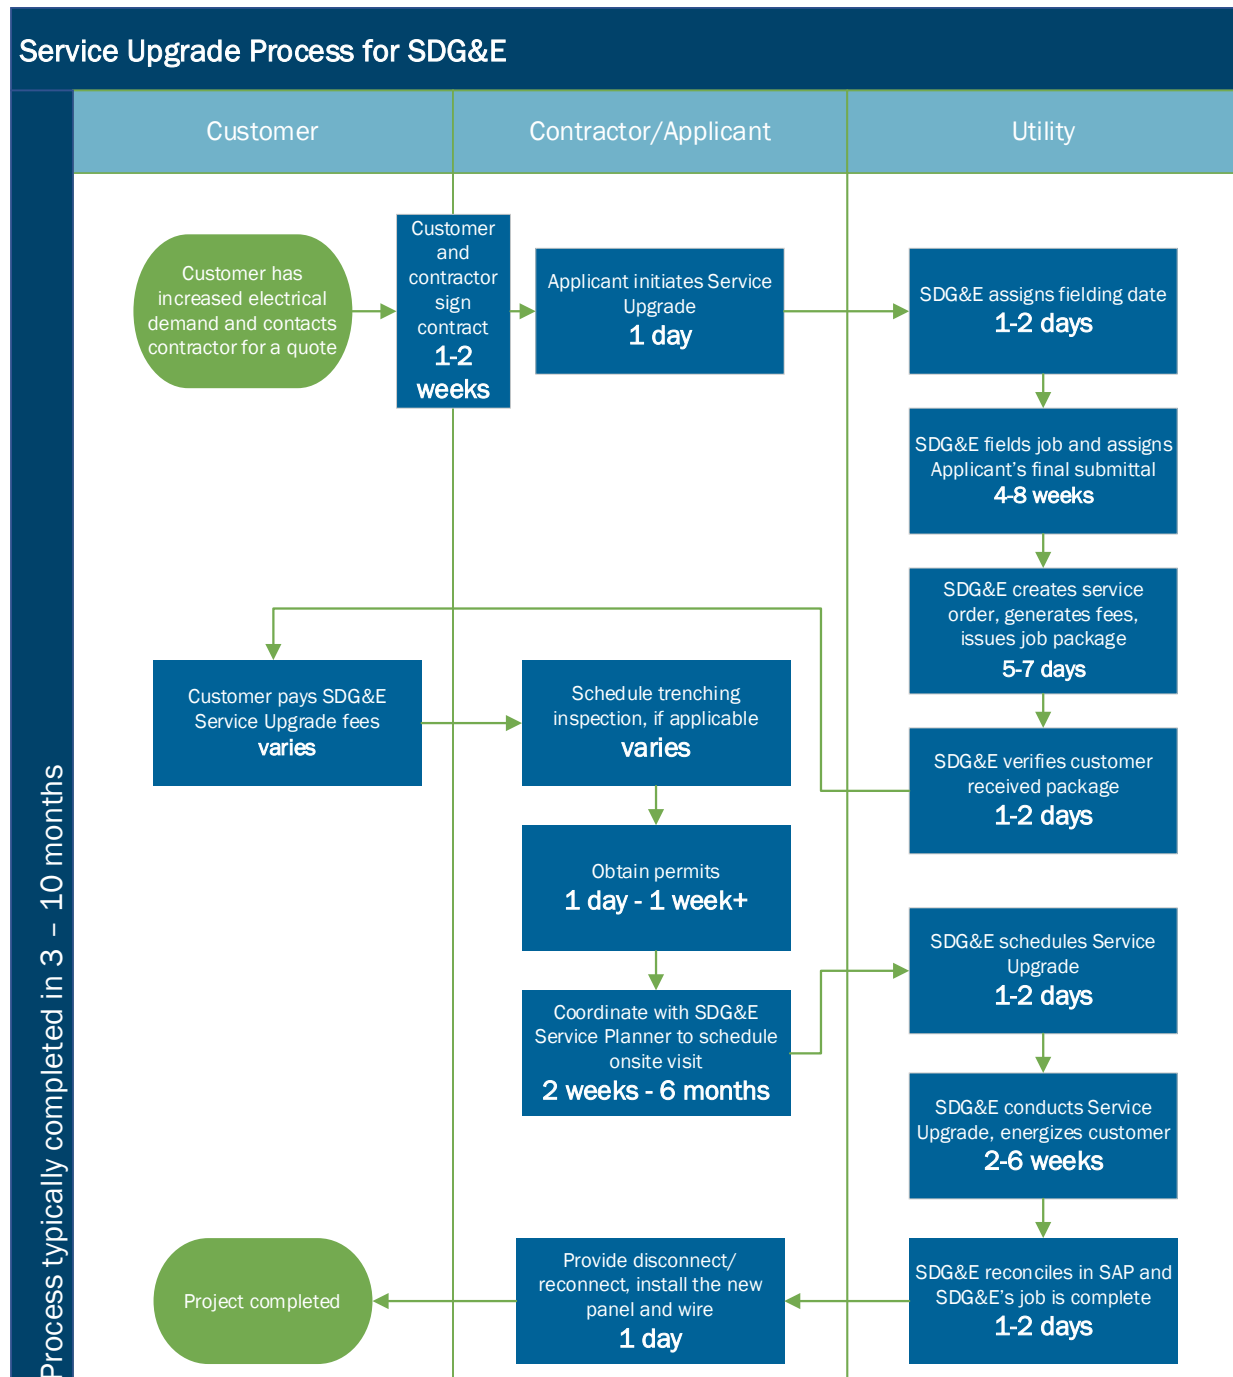 Service Upgrade Process for SDG&E
Customer
Contractor/Applicant
Utility
Process typically completed in 3 – 10 months
Customer has
increased electrical
demand and contacts
contractor for a quote
Customer
and
contractor
sign
contract
1-2
weeks
Applicant initiates Service
Upgrade
1 day
SDG&E assigns fielding date
1-2 days
SDG&E fields job and assigns
Applicant's final submittal
4-8 weeks
SDG&E creates service
order, generates fees,
issues job package
5-7 days
SDG&E verifies customer
received package
1-2 days
Customer pays SDG&E
Service Upgrade fees
varies
Schedule trenching
inspection, if applicable
varies
Obtain permits
1 day - 1 week+
Coordinate with SDG&E
Service Planner to schedule
onsite visit
2 weeks - 6 months
SDG&E schedules Service
Upgrade
1-2 days
SDG&E conducts Service
Upgrade, energizes customer
2-6 weeks
SDG&E reconciles in SAP and
SDG&E's job is complete
1-2 days
Provide disconnect/
reconnect, install the new
panel and wire
1 day
Project completed